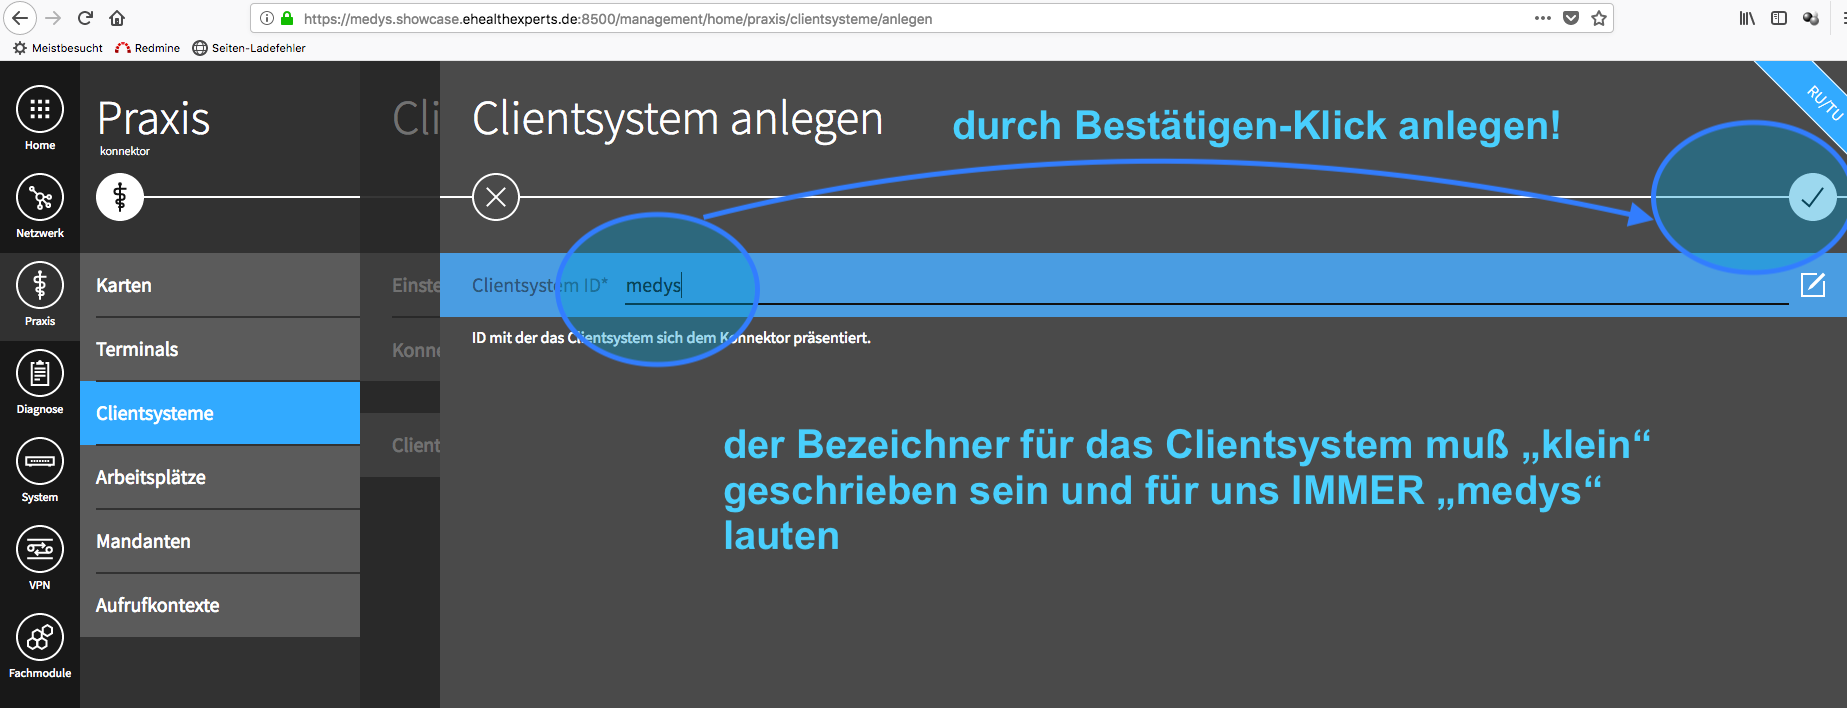 https://medys.showcase.ehealthexperts.de:8500/management/home/praxis/clientsysteme/anlegen
Meistbesucht Redmine Seiten-Ladefehler
Home
Netzwerk
Praxis
Diagnose
System
VPN
Fachmodule
Praxis
konnektor
Karten
Terminals
Clientsysteme
Arbeitsplätze
Mandanten
Aufrufkontexte
Cli
Einste
Konne
Client
Clientsystem anlegen
durch Bestätigen-Klick anlegen!
RU/TU
Clientsystem ID* medys
ID mit der das Clientsystem sich dem Konnektor präsentiert.
der Bezeichner für das Clientsystem muß „klein“
geschrieben sein und für uns IMMER „medys“
lauten